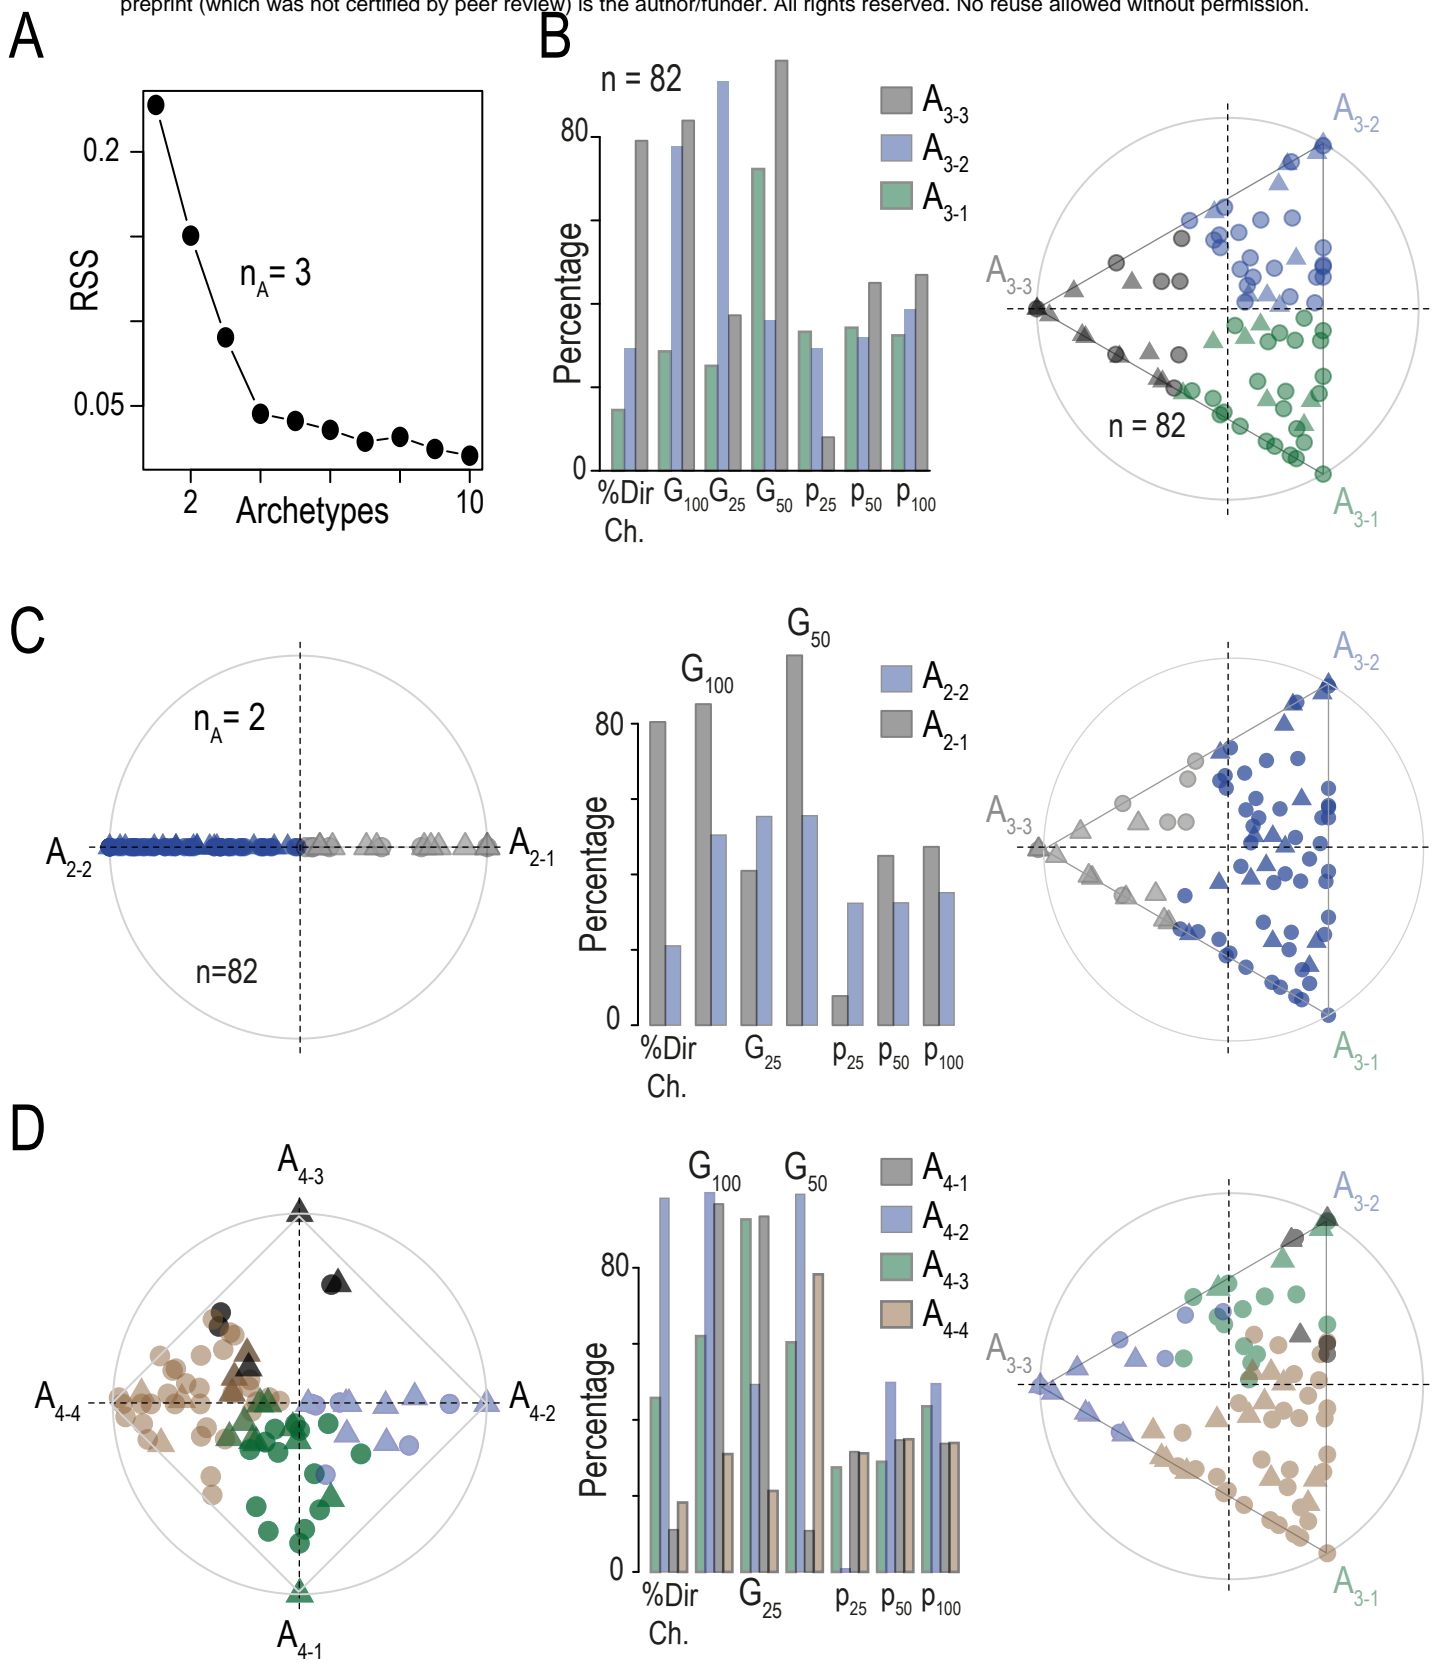 preprint (which was not certified by peer review) is the author/funder. All rights reserved. No reuse allowed without permission.
A
0.2
0.05
RSS
nA= 3
2
10
Archetypes
B
n = 82
80
0
Percentage
A3-3
A3-2
A3-1
%Dir Ch.
G100
G25
G50
p25
p50
p100
A3-2
A3-3
n = 82
A3-1
C
nA= 2
A2-2
A2-1
n=82
G50
G100
80
0
Percentage
A2-2
A2-1
%Dir Ch.
G25
p25
p50
p100
A3-2
A3-3
A3-1
D
A4-3
A4-4
A4-2
A4-1
G100
G50
80
0
Percentage
A4-1
A4-2
A4-3
A4-4
%Dir Ch.
G25
p25
p50
p100
A3-2
A3-3
A3-1